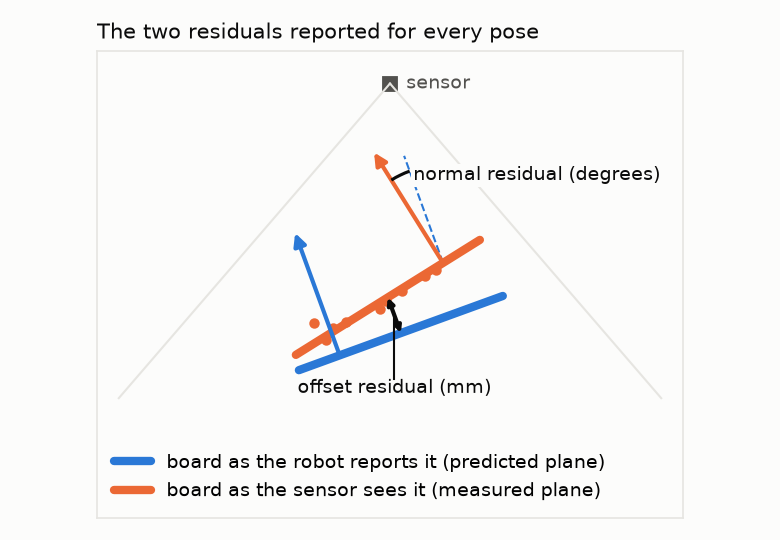 The two residuals reported for every pose
sensor
normal residual (degrees)
offset residual (mm)
board as the robot reports it (predicted plane)
board as the sensor sees it (measured plane)